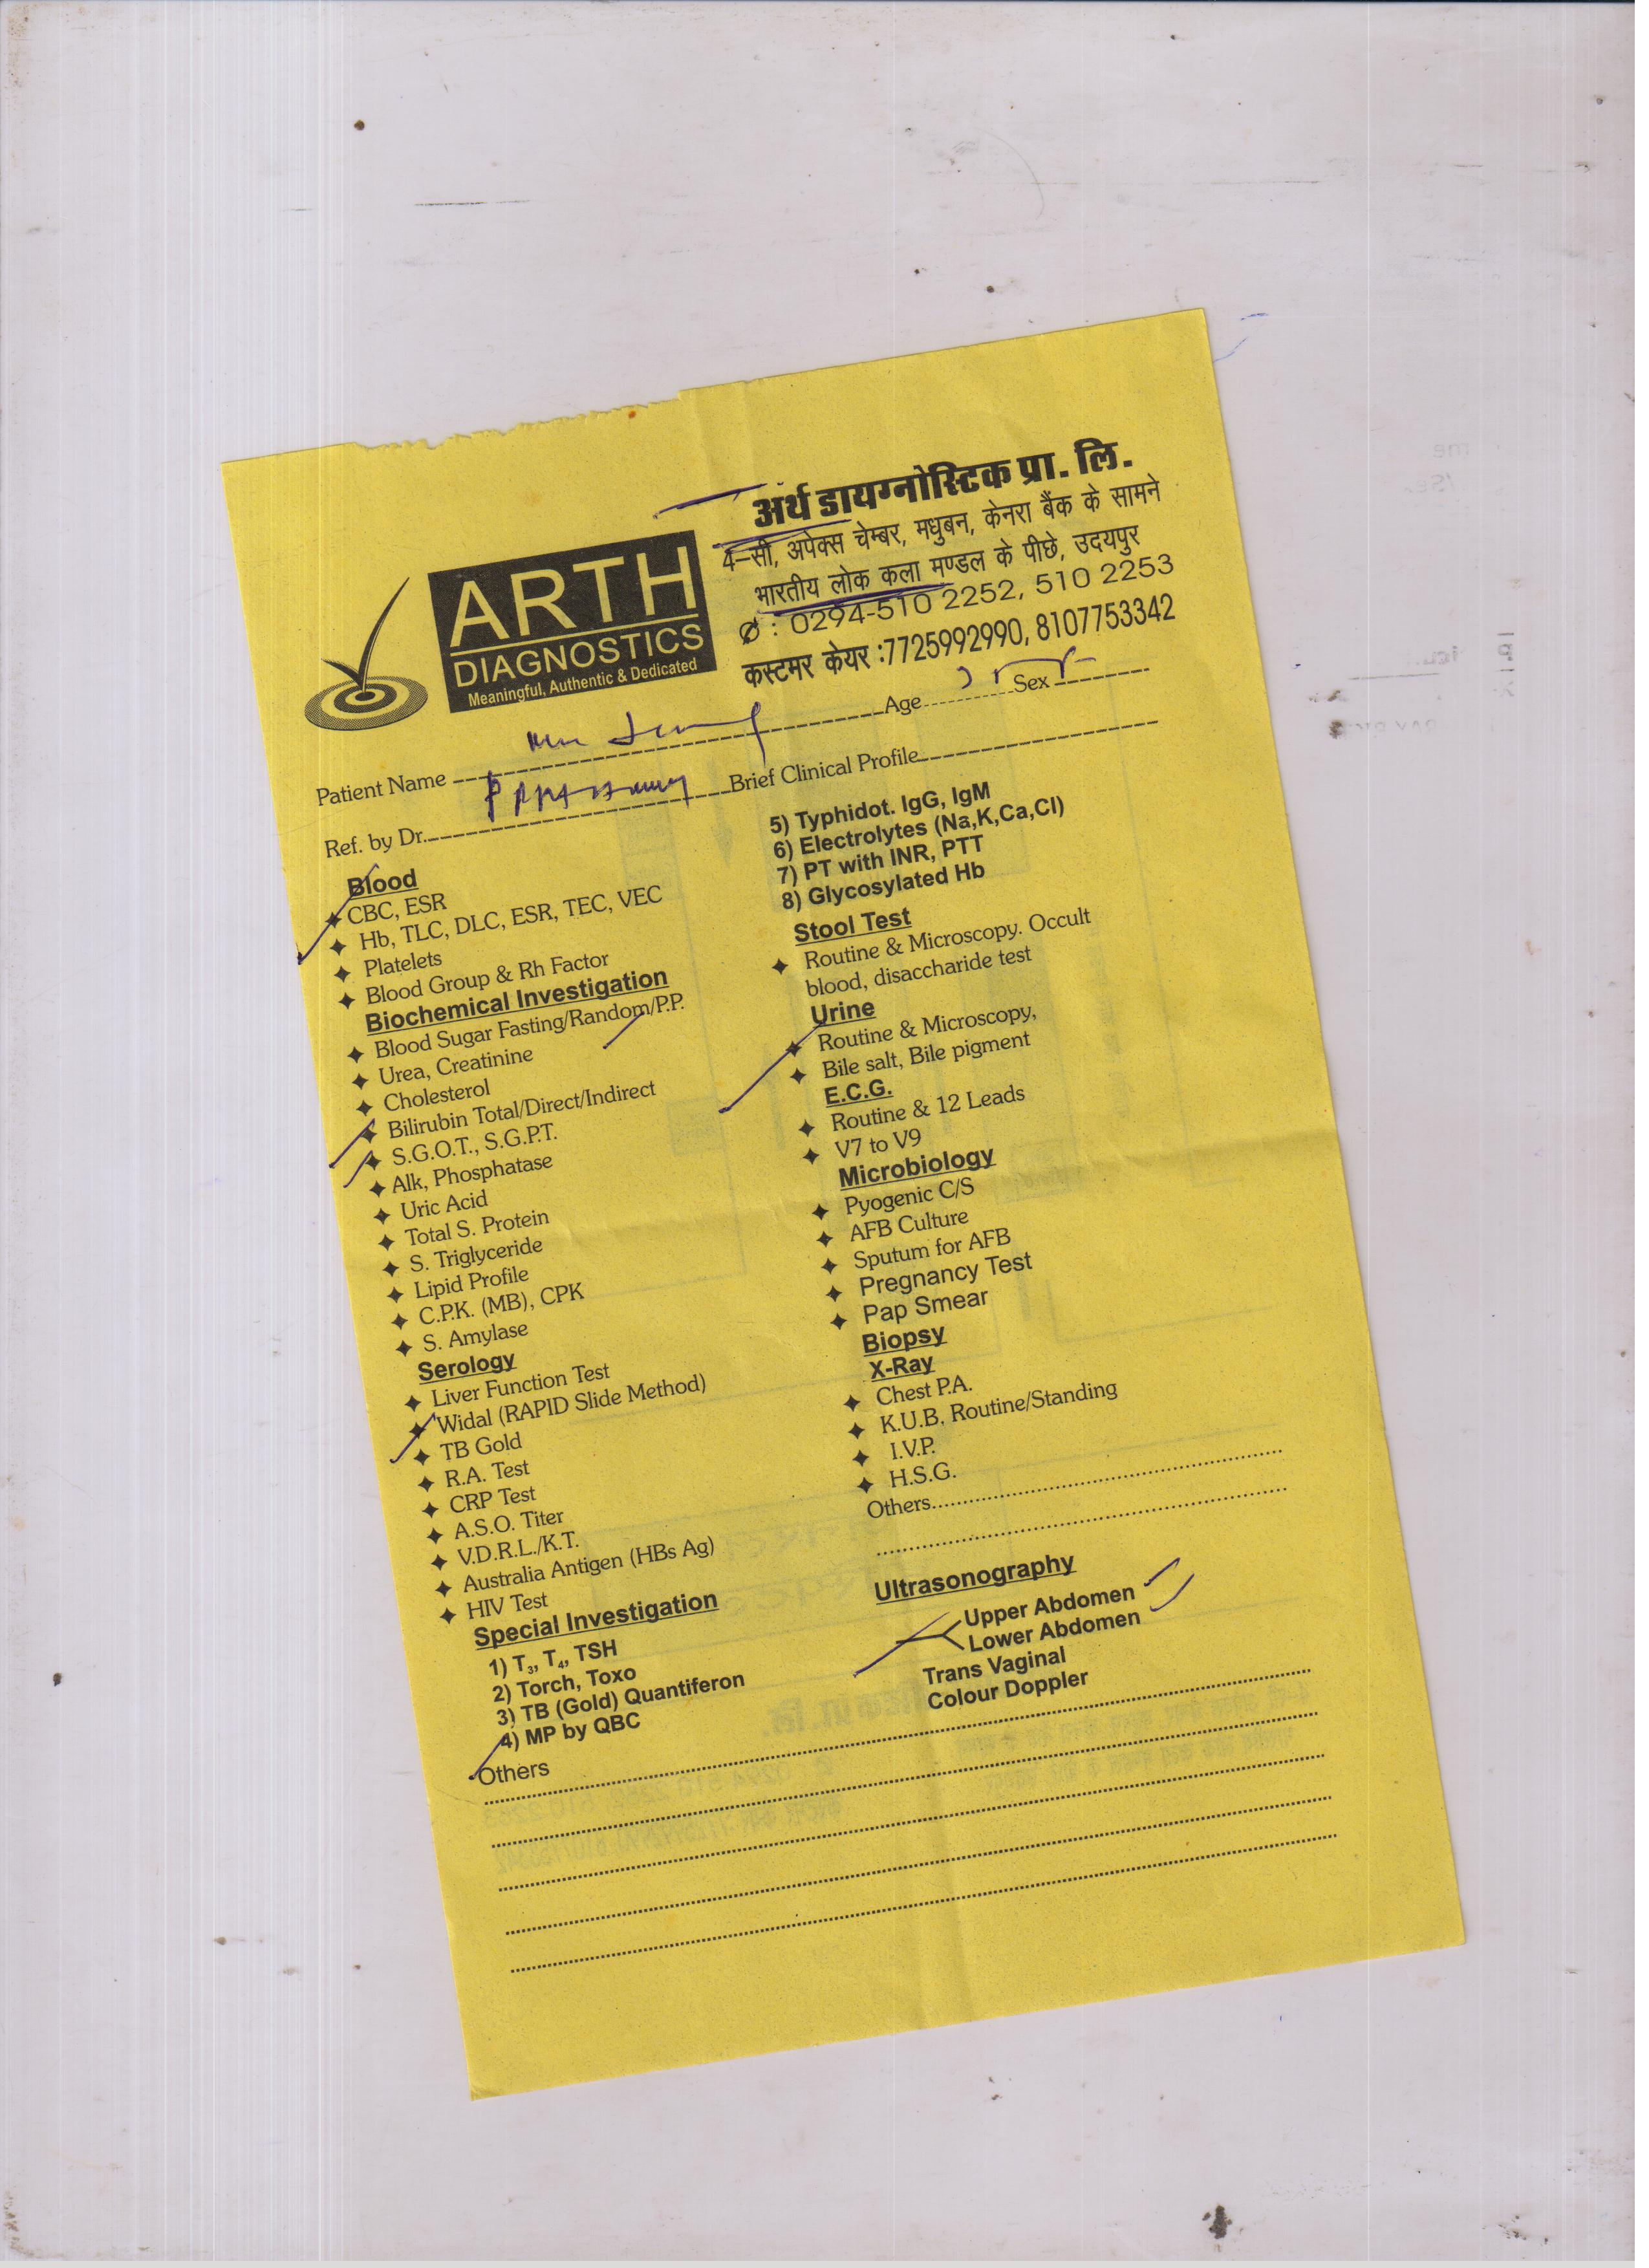 अर्थ डायग्नोस्टिक प्रा. लि.
4–सी, अपेक्स चेम्बर, मधुबन, केनरा बैंक के सामने
भारतीय लोक कला मण्डल के पीछे, उदयपुर
: 0294-510 2252, 510 2253
कस्टमर केयर :7725992990, 8107753342
ARTH
DIAGNOSTICS
Meaningful, Authentic & Dedicated
Patient Name Age Sex
Ref. by Dr. Brief Clinical Profile
Blood
CBC, ESR
Hb, TLC, DLC, ESR, TEC, VEC
Platelets
Blood Group & Rh Factor
Biochemical Investigation
Blood Sugar Fasting/Random/P.P.
Urea, Creatinine
Cholesterol
Bilirubin Total/Direct/Indirect
S.G.O.T., S.G.P.T.
Alk, Phosphatase
Uric Acid
Total S. Protein
S. Triglyceride
Lipid Profile
C.P.K. (MB), CPK
S. Amylase
Serology
Liver Function Test
Widal (RAPID Slide Method)
TB Gold
R.A. Test
CRP Test
A.S.O. Titer
V.D.R.L./K.T.
Australia Antigen (HBs Ag)
HIV Test
Special Investigation
1) T3, T4, TSH
2) Torch, Toxo
3) TB (Gold) Quantiferon
4) MP by QBC
Others
5) Typhidot. IgG, IgM
6) Electrolytes (Na,K,Ca,Cl)
7) PT with INR, PTT
8) Glycosylated Hb
Stool Test
Routine & Microscopy. Occult
blood, disaccharide test
Urine
Routine & Microscopy,
Bile salt, Bile pigment
E.C.G.
Routine & 12 Leads
V7 to V9
Microbiology
Pyogenic C/S
AFB Culture
Sputum for AFB
Pregnancy Test
Pap Smear
Biopsy
X-Ray
Chest P.A.
K.U.B. Routine/Standing
I.V.P.
H.S.G.
Others
Ultrasonography
Upper Abdomen
Lower Abdomen
Trans Vaginal
Colour Doppler